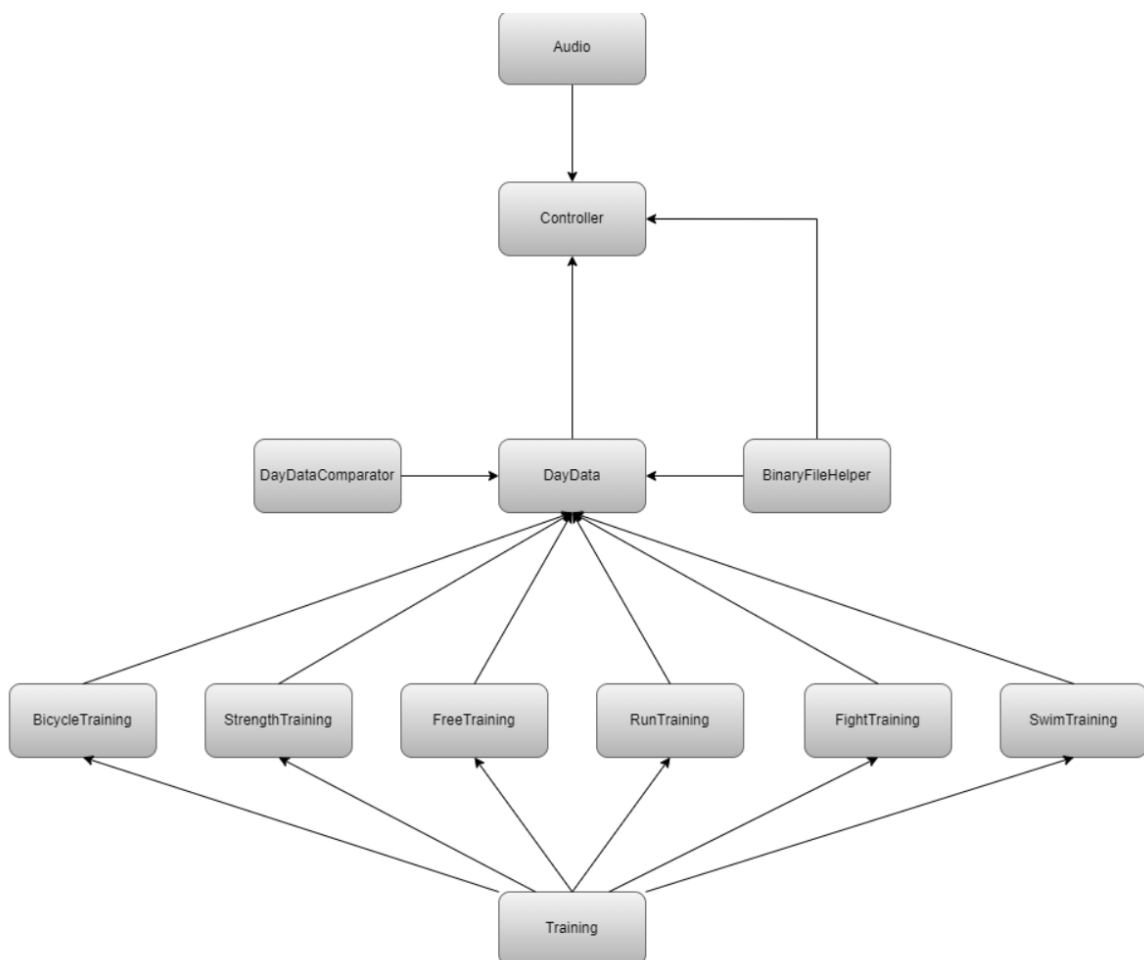 Audio
Controller
DayDataComparator
DayData
BinaryFileHelper
BicycleTraining
StrengthTraining
FreeTraining
RunTraining
FightTraining
SwimTraining
Training